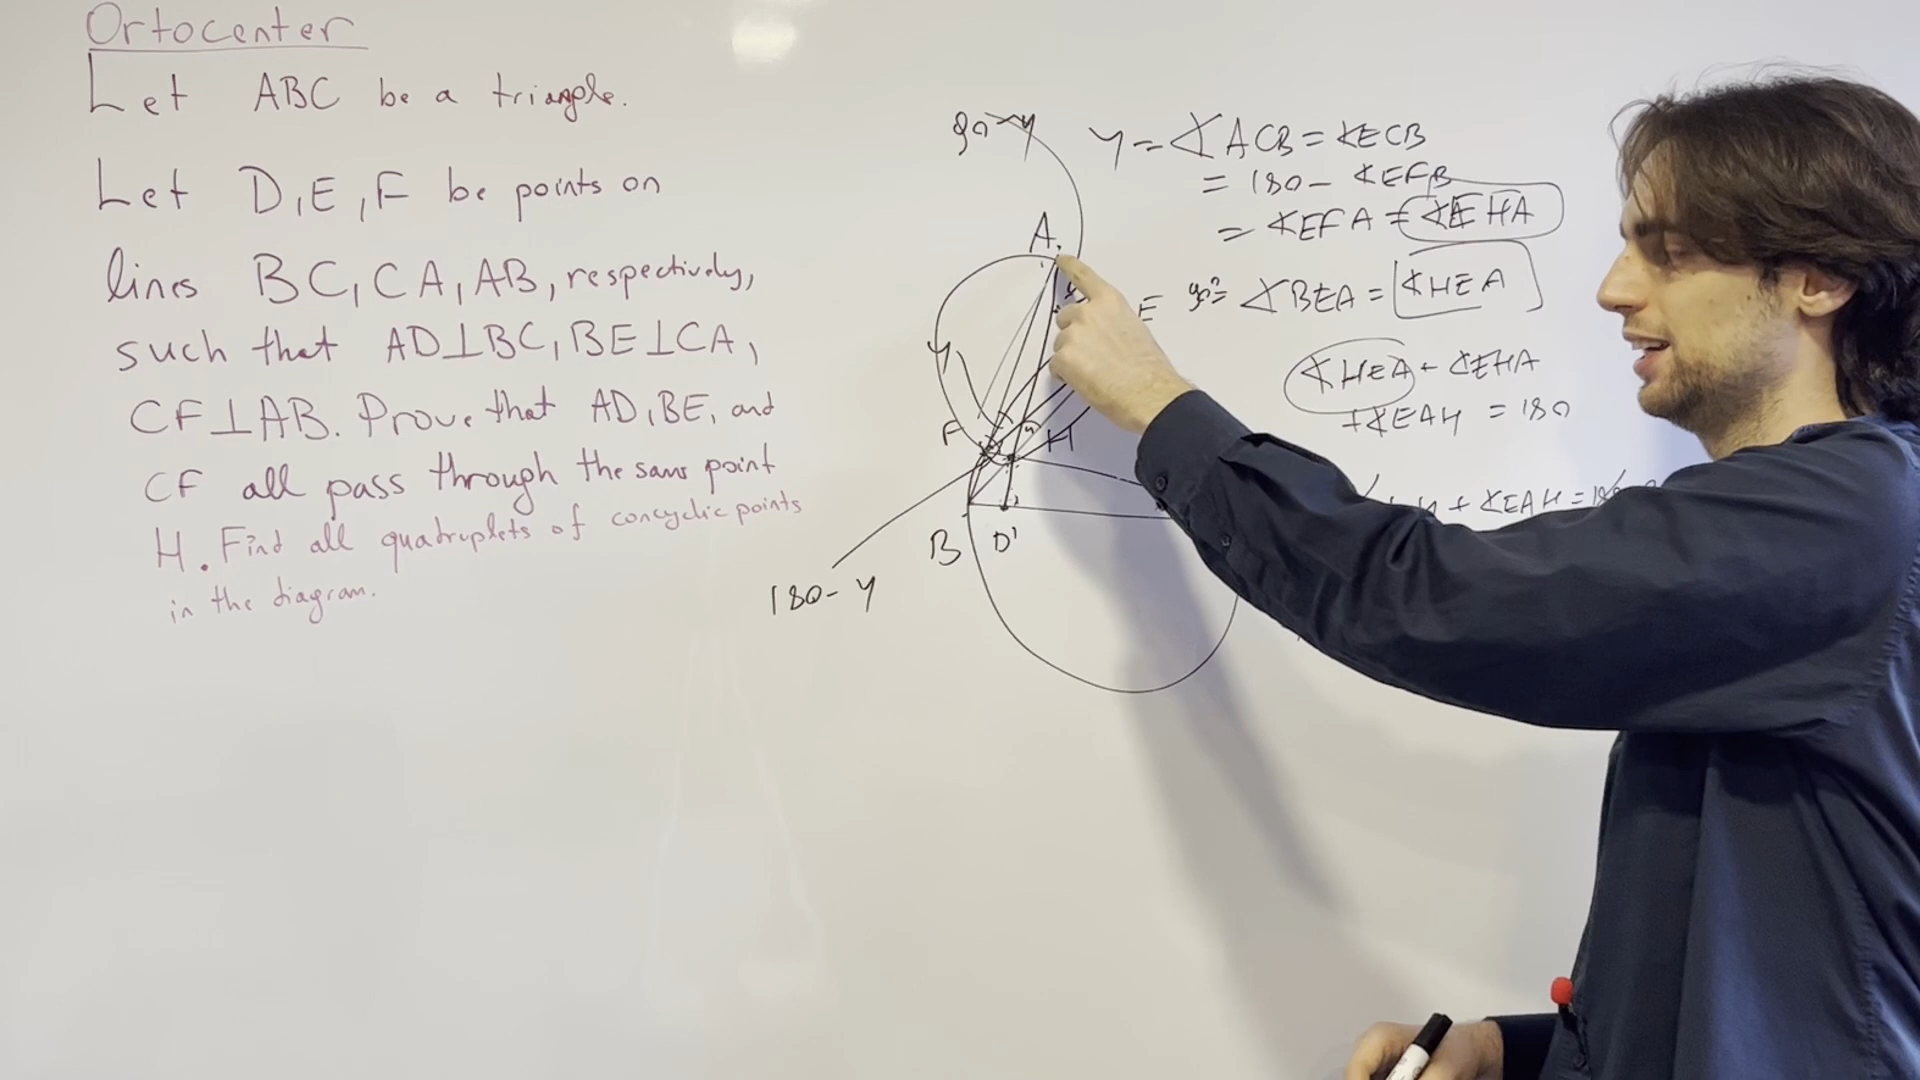 Ortocenter
Let ABC be a triangle.
Let D, E, F be points on
lines BC, CA, AB, respectively,
such that AD⊥BC, BE⊥CA,
CF⊥AB. Prove that AD, BE, and
CF all pass through the same point
H. Find all quadruplets of concyclic points
in the diagram.
90-γ
A
E
γ
F
H
B
D'
180-γ
γ = ∢ACB = ∢ECB
= 180 - ∢EFB
= ∢EFA = ∢EHA
90° = ∢BEA = ∢HEA
∢HEA + ∢EHA
+ ∢EAH = 180
+ ∢EAH =